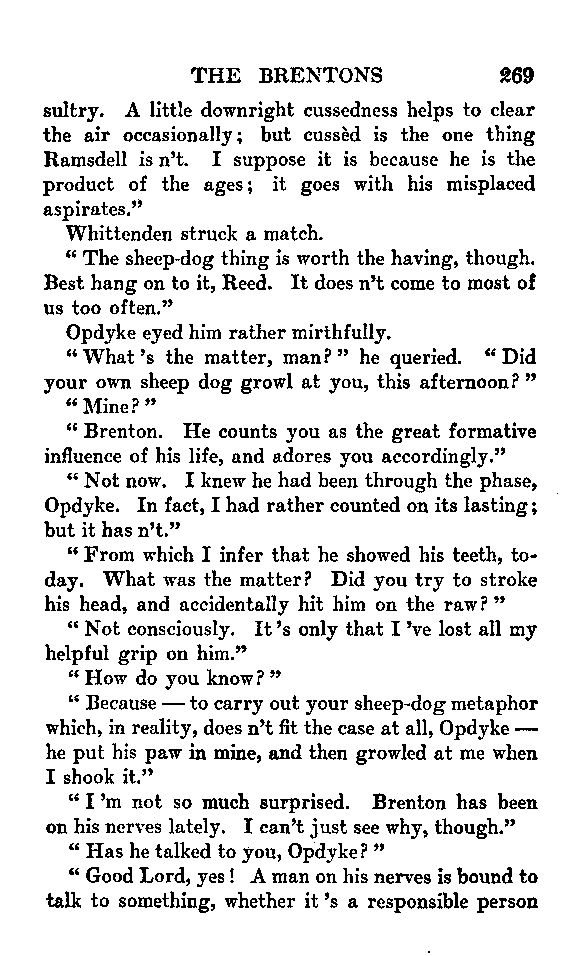 THE BRENTONS 269
sultry. A little downright cussedness helps to clear
the air occasionally; but cussèd is the one thing
Ramsdell is n't. I suppose it is because he is the
product of the ages; it goes with his misplaced
aspirates."
Whittenden struck a match.
" The sheep-dog thing is worth the having, though.
Best hang on to it, Reed. It does n't come to most of
us too often."
Opdyke eyed him rather mirthfully.
" What 's the matter, man? " he queried. " Did
your own sheep dog growl at you, this afternoon? "
" Mine? "
" Brenton. He counts you as the great formative
influence of his life, and adores you accordingly."
" Not now. I knew he had been through the phase,
Opdyke. In fact, I had rather counted on its lasting;
but it has n't."
" From which I infer that he showed his teeth, to-
day. What was the matter? Did you try to stroke
his head, and accidentally hit him on the raw? "
" Not consciously. It 's only that I 've lost all my
helpful grip on him."
" How do you know? "
" Because — to carry out your sheep-dog metaphor
which, in reality, does n't fit the case at all, Opdyke —
he put his paw in mine, and then growled at me when
I shook it."
" I 'm not so much surprised. Brenton has been
on his nerves lately. I can't just see why, though."
" Has he talked to you, Opdyke? "
" Good Lord, yes! A man on his nerves is bound to
talk to something, whether it 's a responsible person